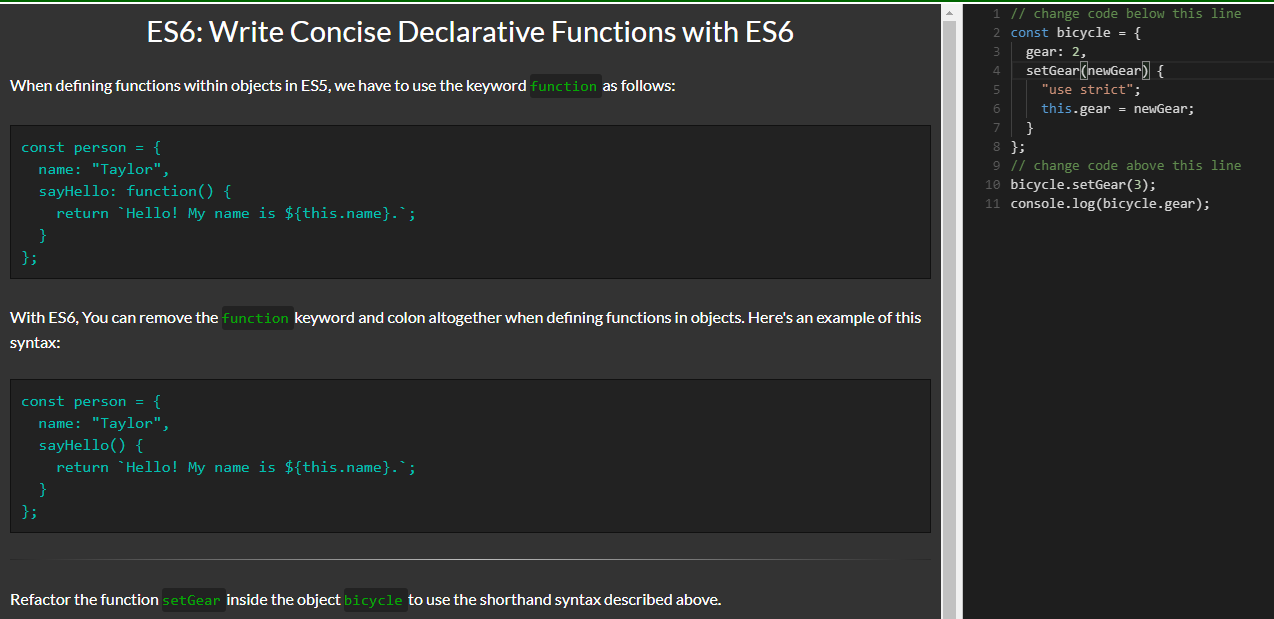 ES6: Write Concise Declarative Functions with ES6
When defining functions within objects in ES5, we have to use the keyword function as follows:
const person = {
  name: "Taylor",
  sayHello: function() {
    return `Hello! My name is ${this.name}.`;
  }
};
With ES6, You can remove the function keyword and colon altogether when defining functions in objects. Here's an example of this
syntax:
const person = {
  name: "Taylor",
  sayHello() {
    return `Hello! My name is ${this.name}.`;
  }
};
Refactor the function setGear inside the object bicycle to use the shorthand syntax described above.
1 // change code below this line
2 const bicycle = {
3   gear: 2,
4   setGear(newGear) {
5     "use strict";
6     this.gear = newGear;
7   }
8 };
9 // change code above this line
10 bicycle.setGear(3);
11 console.log(bicycle.gear);